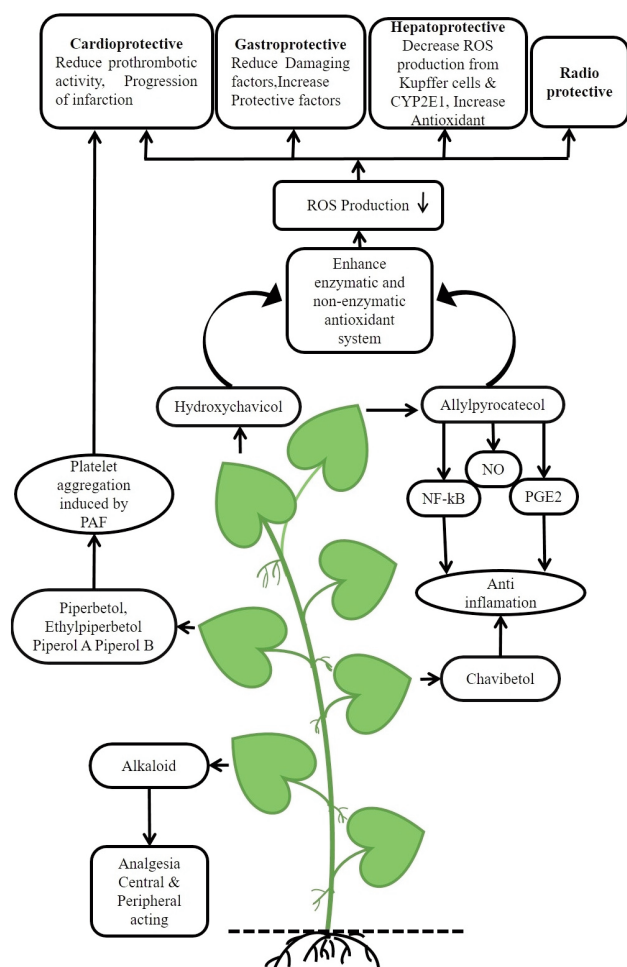 Cardioprotective
Reduce prothrombotic
activity, Progression
of infarction
Gastroprotective
Reduce Damaging
factors,Increase
Protective factors
Hepatoprotective
Decrease ROS
production from
Kupffer cells &
CYP2E1, Increase
Antioxidant
Radio
protective
ROS Production ↓
Enhance
enzymatic and
non-enzymatic
antioxidant
system
Hydroxychavicol
Allylpyrocatecol
NF-kB
NO
PGE2
Platelet
aggregation
induced by
PAF
Anti
inflamation
Piperbetol,
Ethylpiperbetol
Piperol A Piperol B
Chavibetol
Alkaloid
Analgesia
Central &
Peripheral
acting